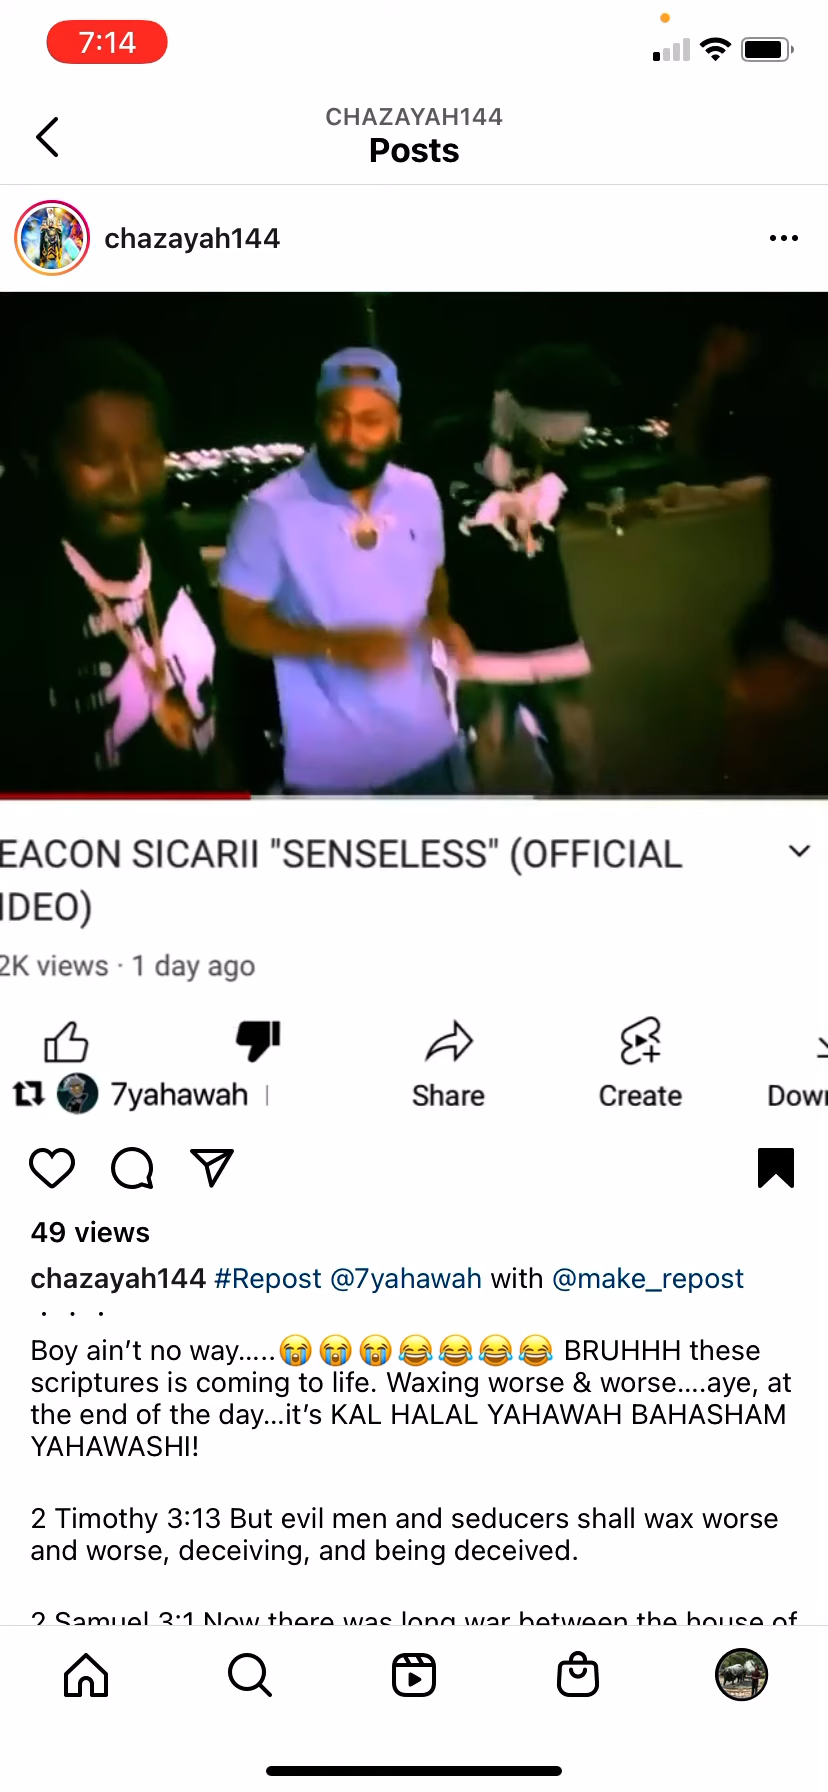 7:14
CHAZAYAH144
Posts
chazayah144
EACON SICARII "SENSELESS" (OFFICIAL
IDEO)
2K views · 1 day ago
7yahawah
Share
Create
Down
49 views
chazayah144 #Repost @7yahawah with @make_repost
. . .
Boy ain't no way.....😭😭😭😂😂😂😂 BRUHHH these
scriptures is coming to life. Waxing worse & worse....aye, at
the end of the day...it's KAL HALAL YAHAWAH BAHASHAM
YAHAWASHI!
2 Timothy 3:13 But evil men and seducers shall wax worse
and worse, deceiving, and being deceived.
2 Samuel 3:1 Now there was long war between the house of